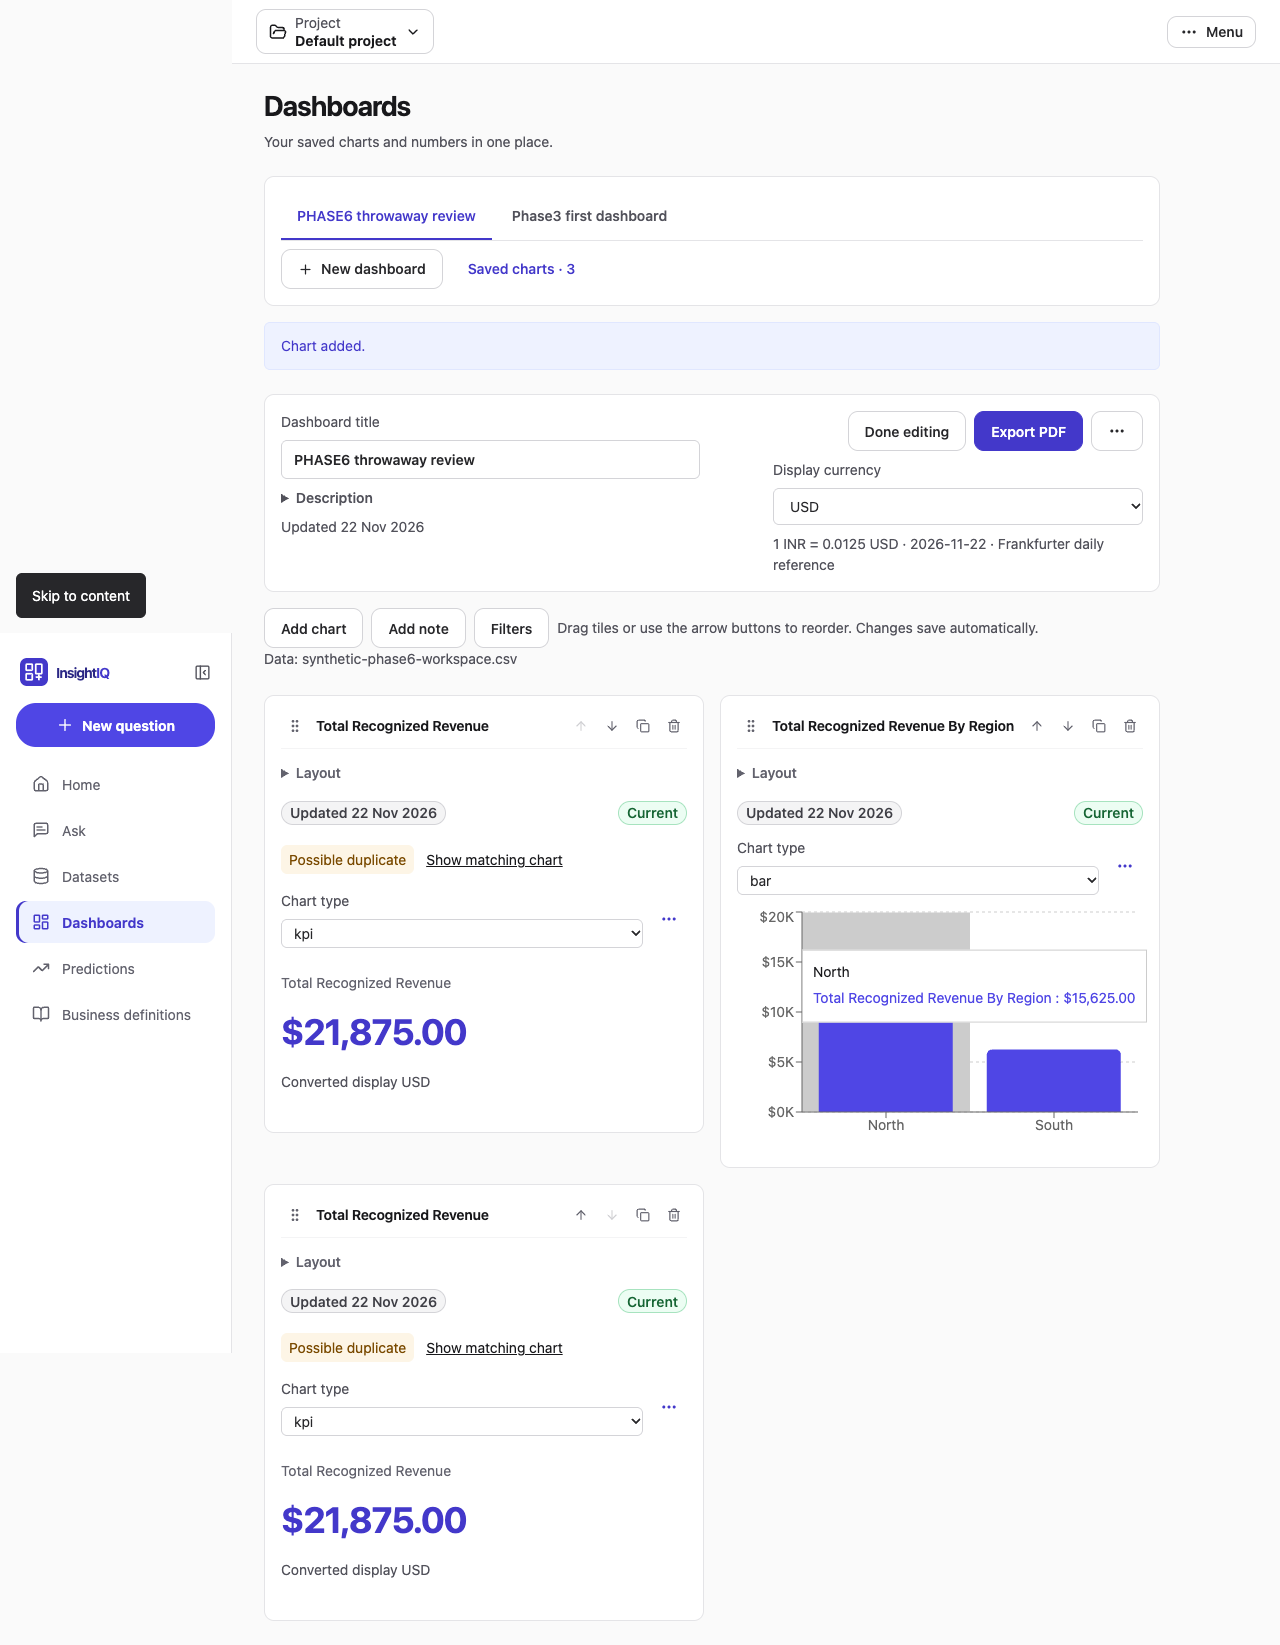 Project
Default project
Menu
Dashboards
Your saved charts and numbers in one place.
PHASE6 throwaway review
Phase3 first dashboard
New dashboard
Saved charts · 3
Chart added.
Dashboard title
PHASE6 throwaway review
Description
Updated 22 Nov 2026
Done editing
Export PDF
Display currency
USD
1 INR = 0.0125 USD · 2026-11-22 · Frankfurter daily
reference
Skip to content
InsightIQ
New question
Home
Ask
Datasets
Dashboards
Predictions
Business definitions
Add chart
Add note
Filters
Drag tiles or use the arrow buttons to reorder. Changes save automatically.
Data: synthetic-phase6-workspace.csv
Total Recognized Revenue
Layout
Updated 22 Nov 2026
Current
Possible duplicate
Show matching chart
Chart type
kpi
Total Recognized Revenue
$21,875.00
Converted display USD
Total Recognized Revenue By Region
Layout
Updated 22 Nov 2026
Current
Chart type
bar
$20K
$15K
$10K
$5K
$0K
North
Total Recognized Revenue By Region : $15,625.00
North
South
Total Recognized Revenue
Layout
Updated 22 Nov 2026
Current
Possible duplicate
Show matching chart
Chart type
kpi
Total Recognized Revenue
$21,875.00
Converted display USD